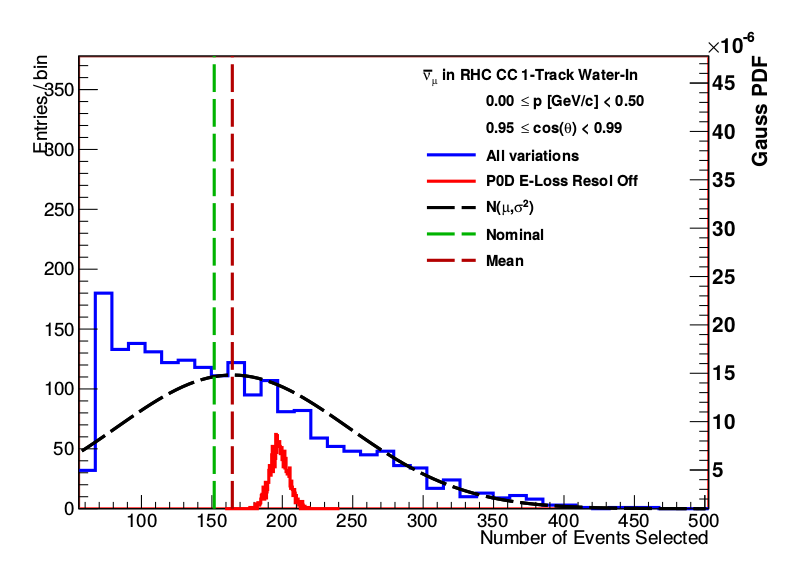 ×10⁻⁶
ν̄μ in RHC CC 1-Track Water-In
0.00 ≤ p [GeV/c] < 0.50
0.95 ≤ cos(θ) < 0.99
All variations
P0D E-Loss Resol Off
N(μ,σ²)
Nominal
Mean
Entries / bin
350
300
250
200
150
100
50
0
Gauss PDF
45
40
35
30
25
20
15
10
5
100 150 200 250 300 350 400 450 500
Number of Events Selected